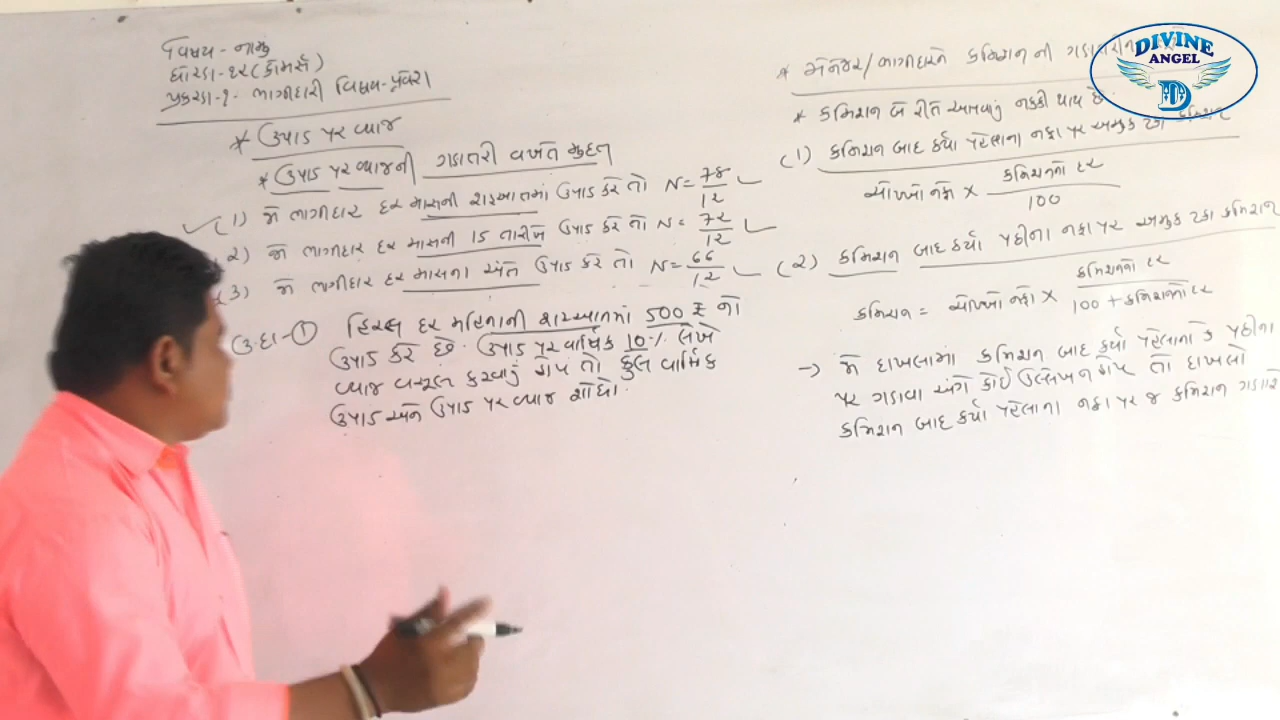 વિષય - નામું
ધોરણ - ૧૨ (કોમર્સ)
પ્રકરણ - ૧. ભાગીદારી વિષય-પ્રવેશ
* ઉપાડ પર વ્યાજ
* ઉપાડ પર વ્યાજની ગણતરી વખતે મુદ્દત
(૧) જો ભાગીદાર દર માસની શરૂઆતમાં ઉપાડ કરે તો N = 78/12
૨) જો ભાગીદાર દર માસની 15 તારીખે ઉપાડ કરે તો N = 72/12
(૩) જો ભાગીદાર દર માસના અંતે ઉપાડ કરે તો N = 66/12
ઉ.દા - ① હિરલ દર મહિનાની શરૂઆતમાં 500 ₹ નો
ઉપાડ કરે છે. ઉપાડ પર વાર્ષિક 10% લેખે
વ્યાજ વસૂલ કરવાનું હોય તો કુલ વાર્ષિક
ઉપાડ અને ઉપાડ પર વ્યાજ શોધો.
* મેનેજર/ભાગીદારને કમિશન ની ગણતરી
* કમિશન બે રીતે આપવાનું નક્કી થાય છે.
(૧) કમિશન બાદ કર્યા પહેલાના નફા પર અમુક ટકા કમિશન
ચોખ્ખો નફો × કમિશનનો દર / 100
(૨) કમિશન બાદ કર્યા પછીના નફા પર અમુક ટકા કમિશન
કમિશન = ચોખ્ખો નફો × કમિશનનો દર / 100 + કમિશનનો દર
→ જો દાખલામાં કમિશન બાદ કર્યા પહેલાના કે પછીના
પર ગણવા અંગે કોઈ ઉલ્લેખ ન હોય તો દાખલો
કમિશન બાદ કર્યા પહેલાના નફા પર જ કમિશન ગણાશે
DIVINE
ANGEL
D